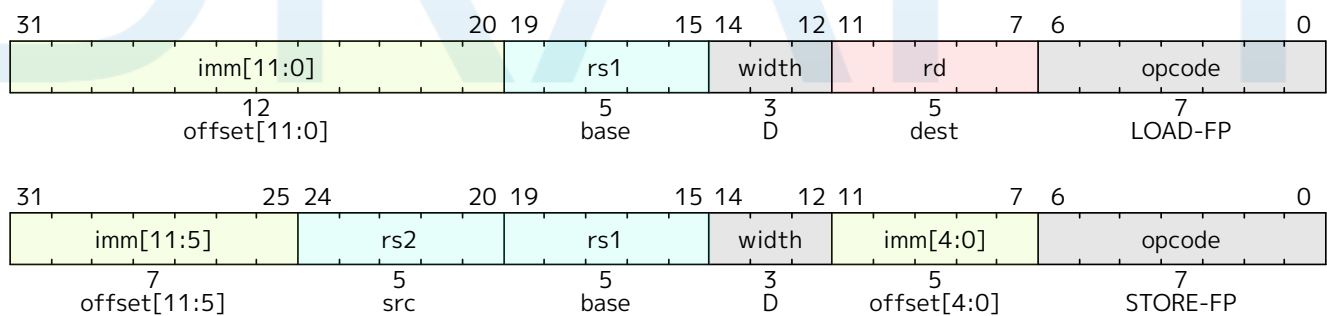 31 20 19 15 14 12 11 7 6 0
imm[11:0] rs1 width rd opcode
12 5 3 5 7
offset[11:0] base D dest LOAD-FP
31 25 24 20 19 15 14 12 11 7 6 0
imm[11:5] rs2 rs1 width imm[4:0] opcode
7 5 5 3 5 7
offset[11:5] src base D offset[4:0] STORE-FP